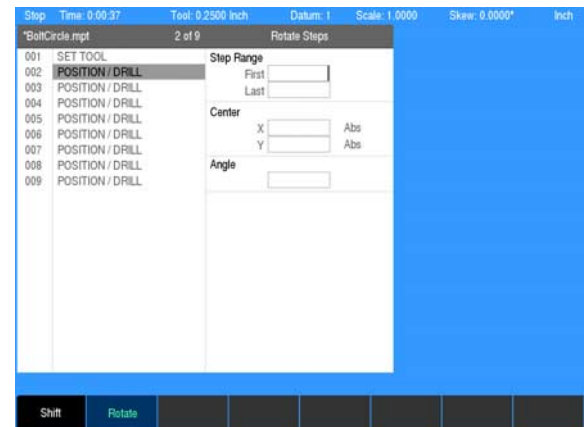 Stop Time: 0:00:37 Tool: 0.2500 Inch Datum: 1 Scale: 1.0000 Skew: 0.0000° Inch
*BoltCircle.mpt 2 of 9 Rotate Steps
001 SET TOOL
002 POSITION / DRILL
003 POSITION / DRILL
004 POSITION / DRILL
005 POSITION / DRILL
006 POSITION / DRILL
007 POSITION / DRILL
008 POSITION / DRILL
009 POSITION / DRILL
Step Range
First
Last
Center
X Abs
Y Abs
Angle
Shift Rotate